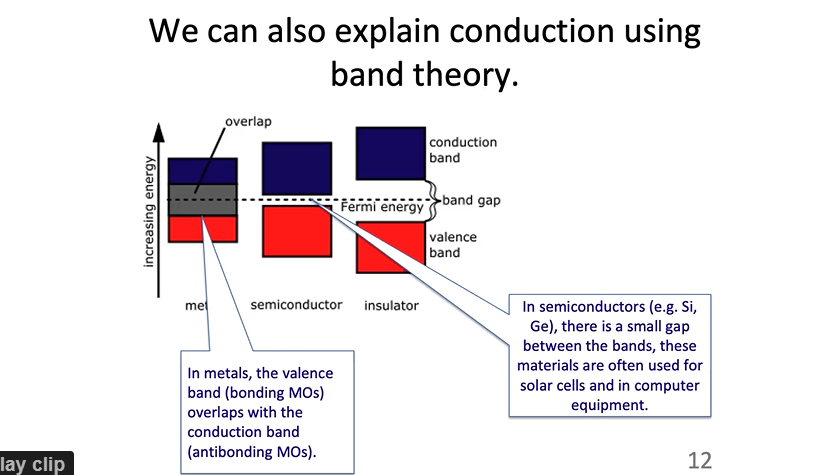 We can also explain conduction using
band theory.
overlap
conduction
band
increasing energy
Fermi energy
band gap
valence
band
met
semiconductor
insulator
In semiconductors (e.g. Si,
Ge), there is a small gap
between the bands, these
materials are often used for
solar cells and in computer
equipment.
In metals, the valence
band (bonding MOs)
overlaps with the
conduction band
(antibonding MOs).
lay clip
12